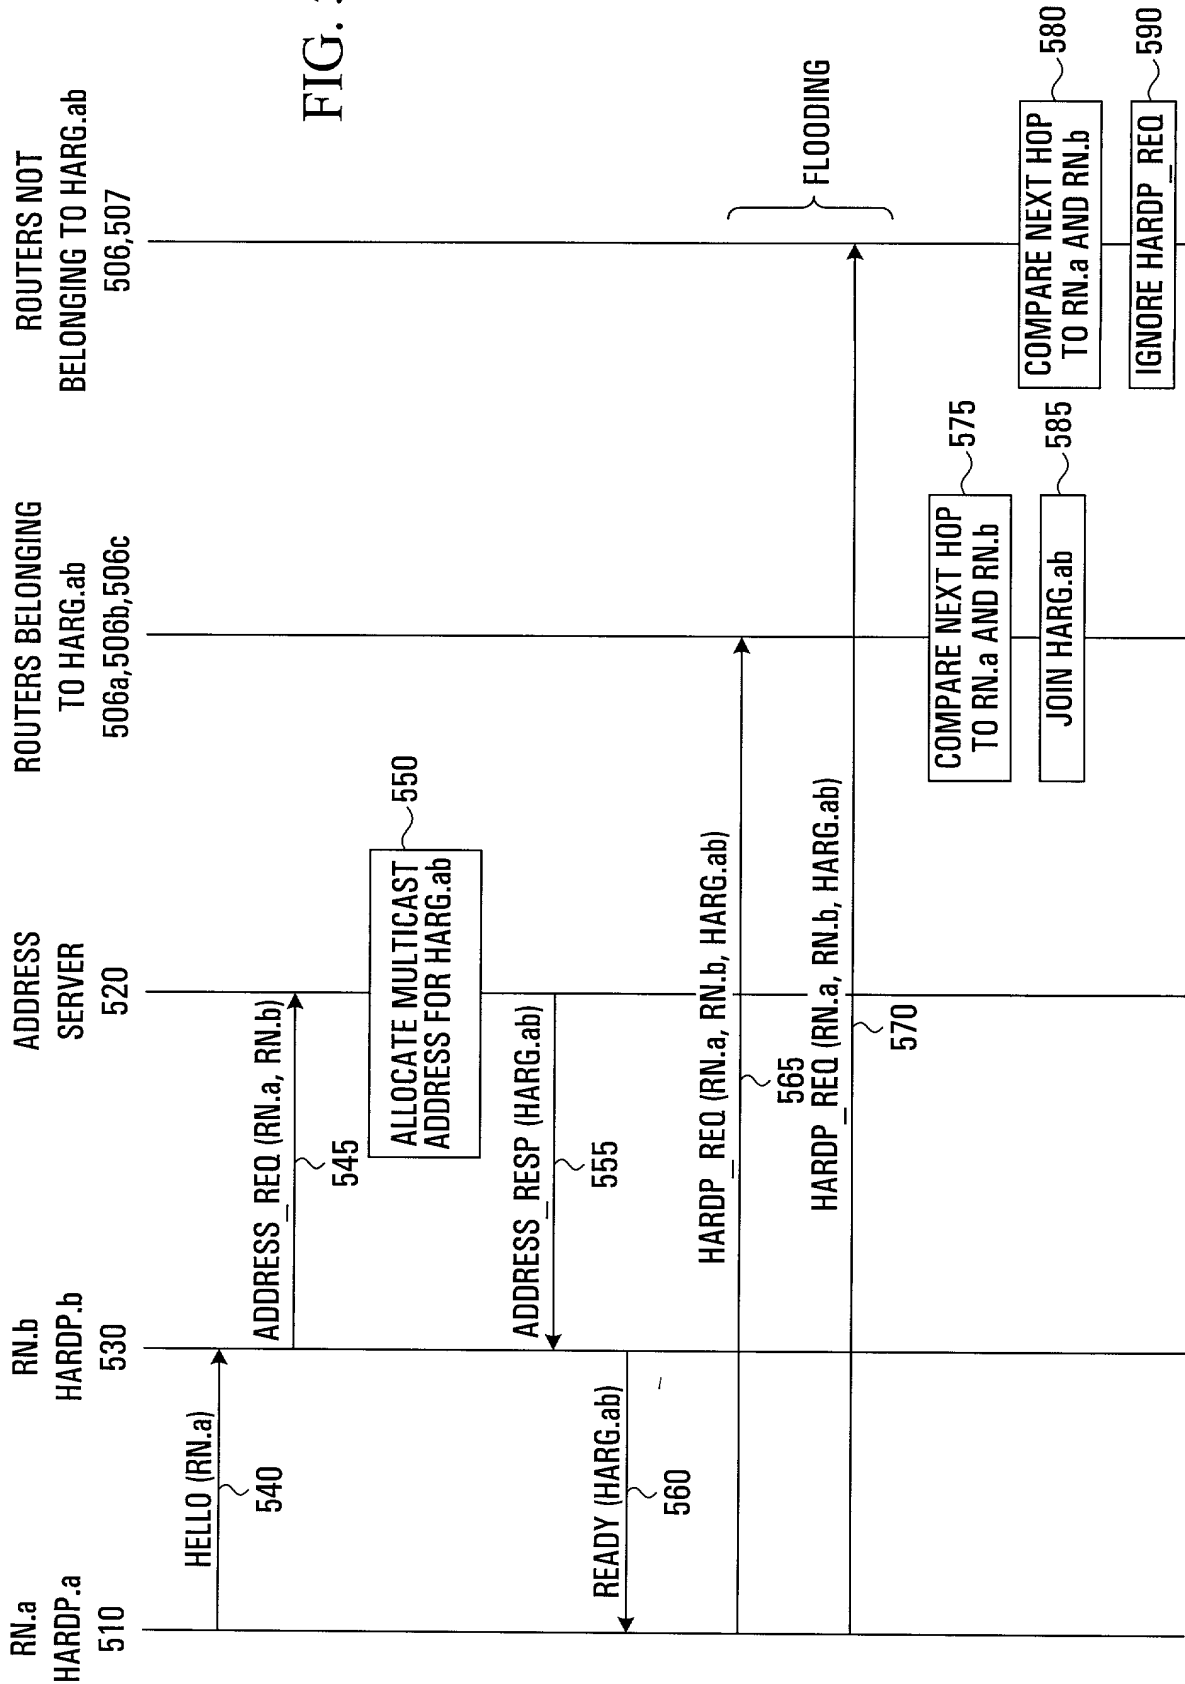 RN.a
HARDP.a
510
RN.b
HARDP.b
530
ADDRESS
SERVER
520
ROUTERS BELONGING
TO HARG.ab
506a,506b,506c
ROUTERS NOT
BELONGING TO HARG.ab
506,507
HELLO (RN.a)
540
ADDRESS_REQ (RN.a, RN.b)
545
FIG.
ALLOCATE MULTICAST
ADDRESS FOR HARG.ab
550
ADDRESS_RESP (HARG.ab)
555
READY (HARG.ab)
560
HARDP_REQ (RN.a, RN.b, HARG.ab)
565
HARDP_REQ (RN.a, RN.b, HARG.ab)
570
FLOODING
COMPARE NEXT HOP
TO RN.a AND RN.b
575
COMPARE NEXT HOP
TO RN.a AND RN.b
580
JOIN HARG.ab
585
IGNORE HARDP_REQ
590